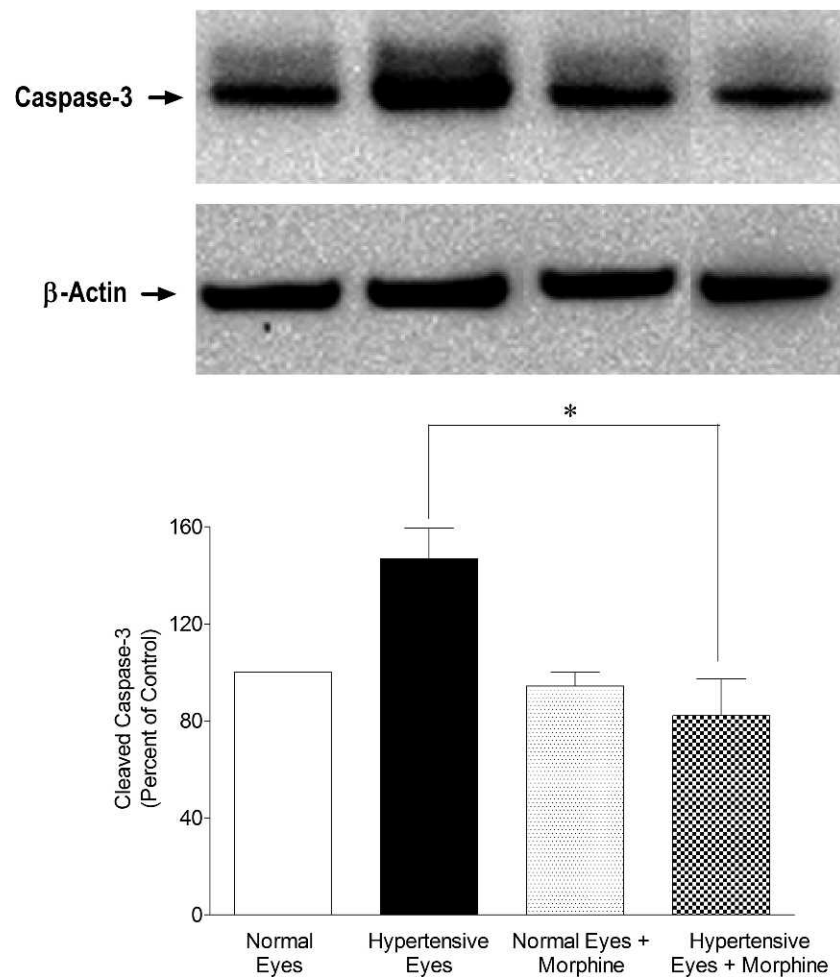 Caspase-3
β-Actin
*
160
120
80
40
0
Cleaved Caspase-3
(Percent of Control)
Normal
Eyes
Hypertensive
Eyes
Normal Eyes +
Morphine
Hypertensive
Eyes + Morphine